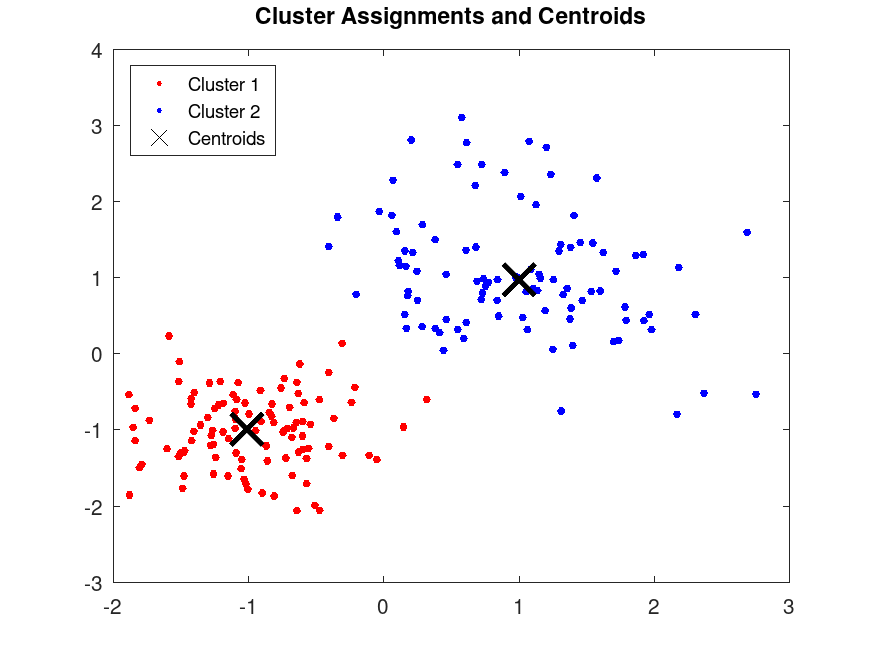 Cluster Assignments and Centroids
4
3
2
1
0
-1
-2
-3
Cluster 1
Cluster 2
Centroids
-2 -1 0 1 2 3